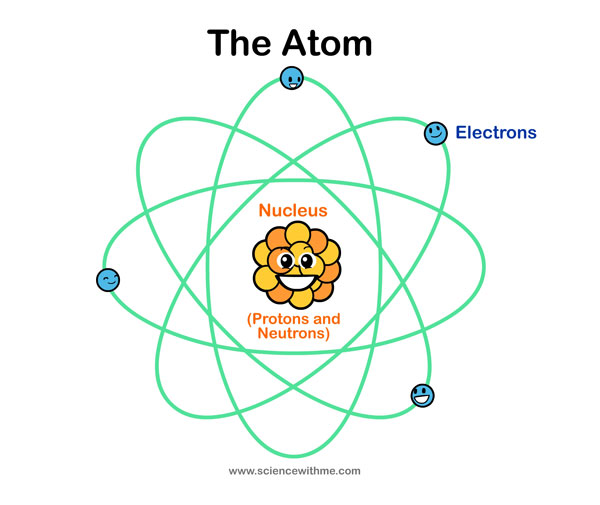 The Atom
Electrons
Nucleus
(Protons and
Neutrons)
www.sciencewithme.com